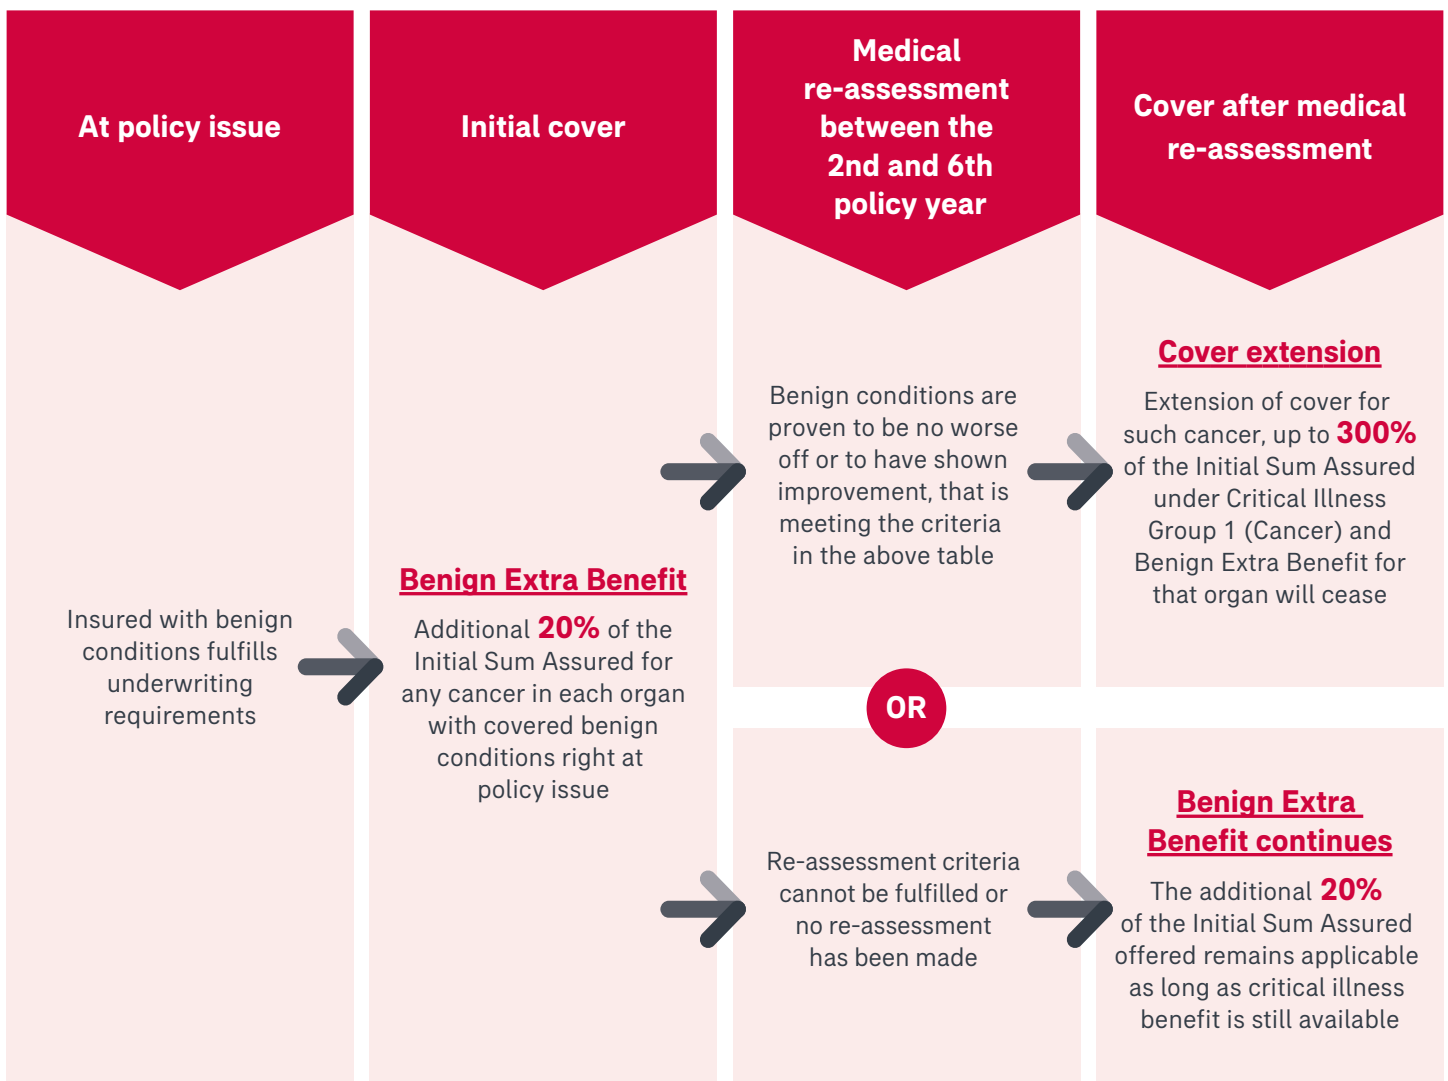 At policy issue
Initial cover
Medical
re-assessment
between the
2nd and 6th
policy year
Cover after medical
re-assessment
Insured with benign
conditions fulfills
underwriting
requirements
Benign Extra Benefit
Additional 20% of the
Initial Sum Assured for
any cancer in each organ
with covered benign
conditions right at
policy issue
Benign conditions are
proven to be no worse
off or to have shown
improvement, that is
meeting the criteria
in the above table
Cover extension
Extension of cover for
such cancer, up to 300%
of the Initial Sum Assured
under Critical Illness
Group 1 (Cancer) and
Benign Extra Benefit for
that organ will cease
OR
Re-assessment criteria
cannot be fulfilled or
no re-assessment
has been made
Benign Extra
Benefit continues
The additional 20%
of the Initial Sum Assured
offered remains applicable
as long as critical illness
benefit is still available